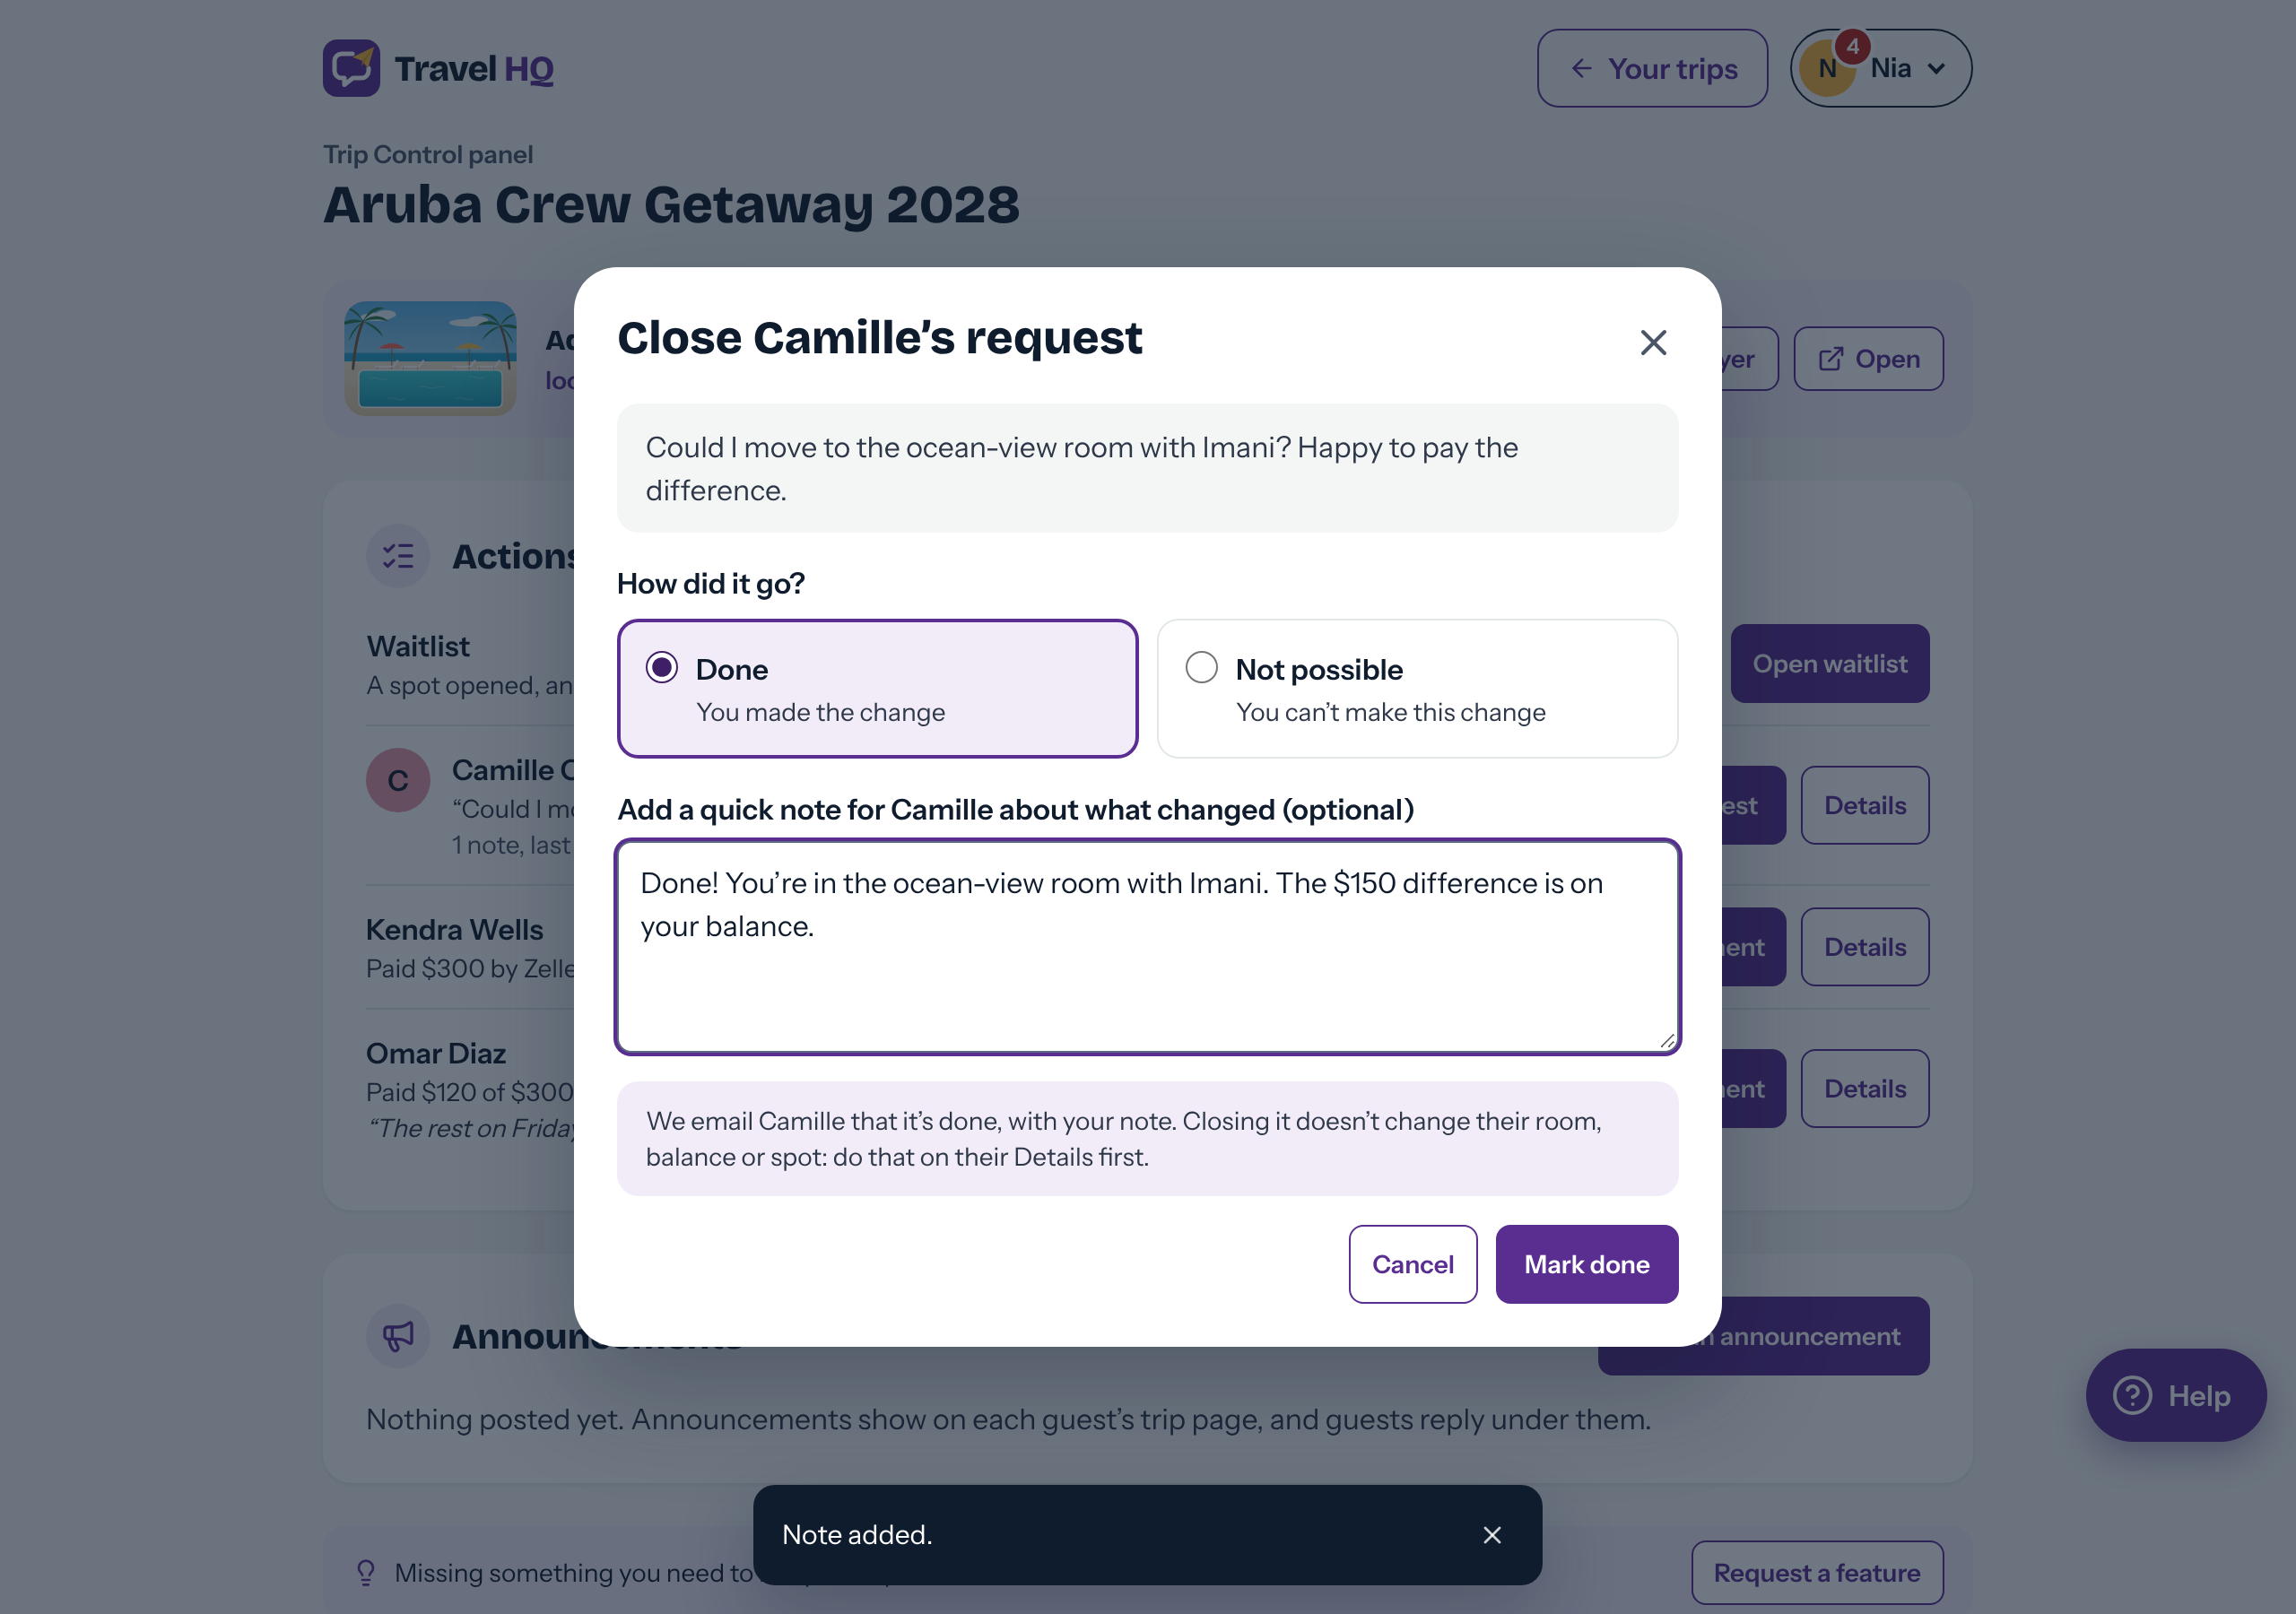 Travel HQ
Your trips
N
4
Nia
Trip Control panel
Aruba Crew Getaway 2028
Open
Close Camille’s request
Could I move to the ocean-view room with Imani? Happy to pay the
difference.
How did it go?
Done
You made the change
Not possible
You can’t make this change
Add a quick note for Camille about what changed (optional)
Done! You’re in the ocean-view room with Imani. The $150 difference is on
your balance.
We email Camille that it’s done, with your note. Closing it doesn’t change their room,
balance or spot: do that on their Details first.
Cancel
Mark done
Actions
Waitlist
A spot opened, an
Open waitlist
C
Camille
“Could I
1 note, last
Details
Kendra Wells
Paid $300 by Zelle
Details
Omar Diaz
Paid $120 of $300
“The rest on Friday
Details
Announcements
announcement
Nothing posted yet. Announcements show on each guest’s trip page, and guests reply under them.
Help
Note added.
Missing something you need to
Request a feature